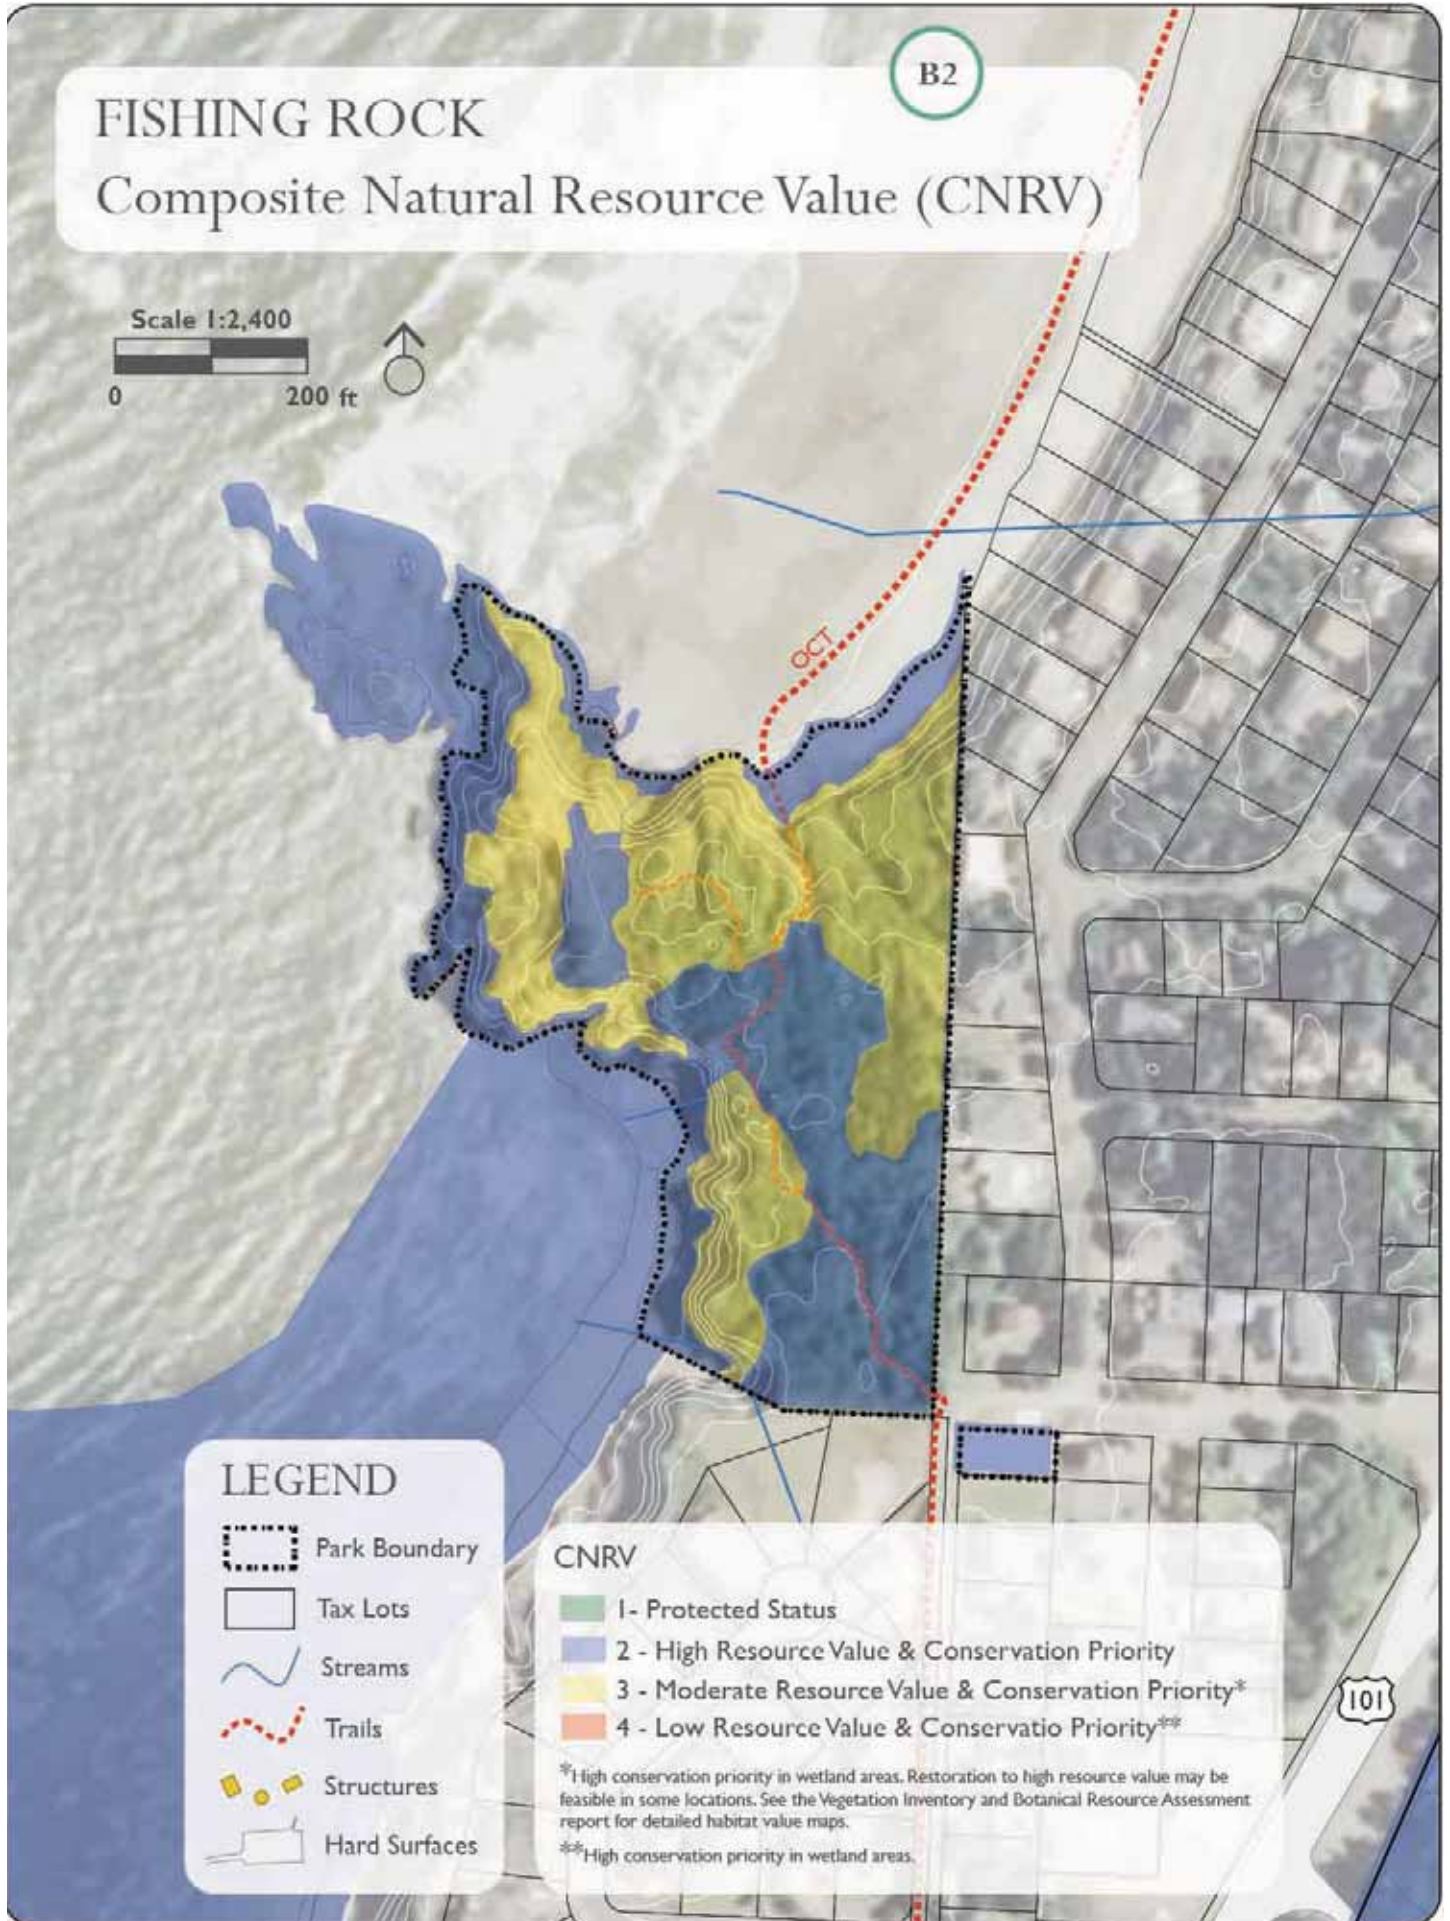 B2
FISHING ROCK
Composite Natural Resource Value (CNRV)
Scale 1:2,400
0 200 ft
OCT
LEGEND
Park Boundary
Tax Lots
Streams
Trails
Structures
Hard Surfaces
CNRV
1- Protected Status
2 - High Resource Value & Conservation Priority
3 - Moderate Resource Value & Conservation Priority*
4 - Low Resource Value & Conservatio Priority**
*High conservation priority in wetland areas. Restoration to high resource value may be
feasible in some locations. See the Vegetation Inventory and Botanical Resource Assessment
report for detailed habitat value maps.
**High conservation priority in wetland areas.
101